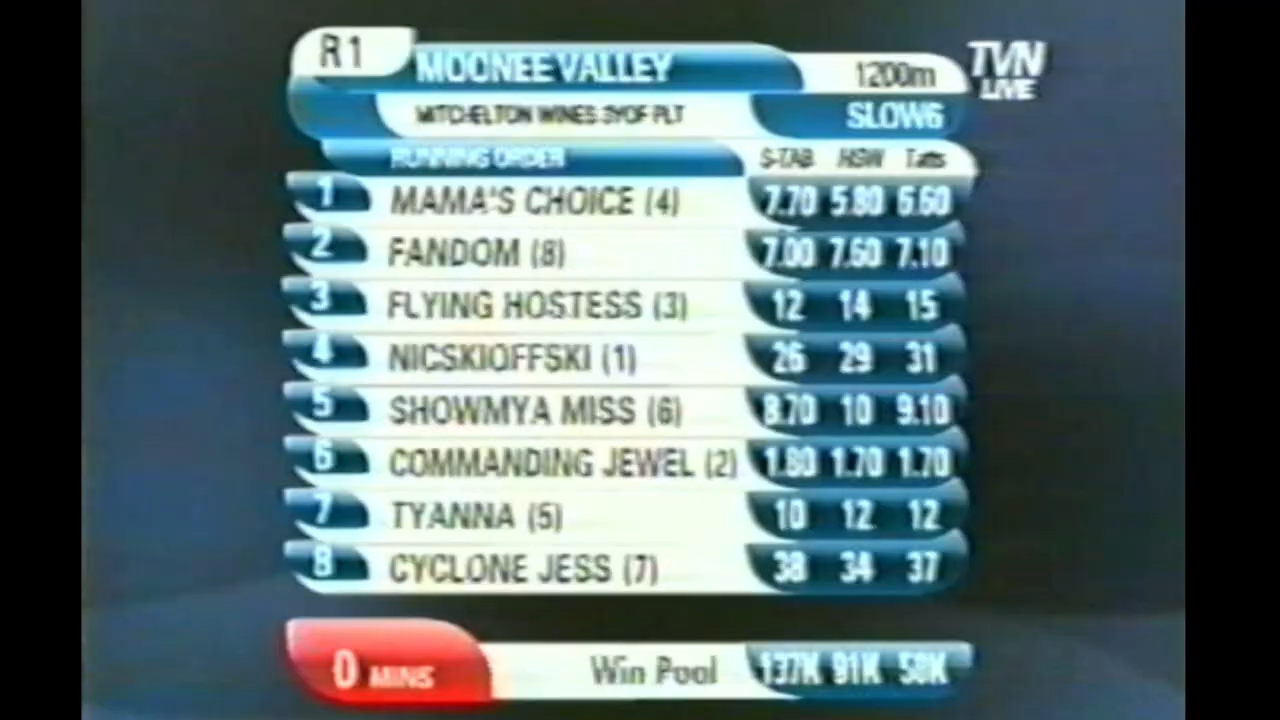 R1 MOONEE VALLEY 1200m TVN
LIVE
MITCHELTON WINES 3YOF PLT SLOW6
RUNNING ORDER S-TAB NSW Tatts
1 MAMA'S CHOICE (4) 7.70 5.80 6.60
2 FANDOM (8) 7.00 7.60 7.10
3 FLYING HOSTESS (3) 12 14 15
4 NICSKIOFFSKI (1) 26 29 31
5 SHOWMYA MISS (6) 8.70 10 9.10
6 COMMANDING JEWEL (2) 1.80 1.70 1.70
7 TYANNA (5) 10 12 12
8 CYCLONE JESS (7) 38 34 37
0 MINS Win Pool 137K 91K 58K